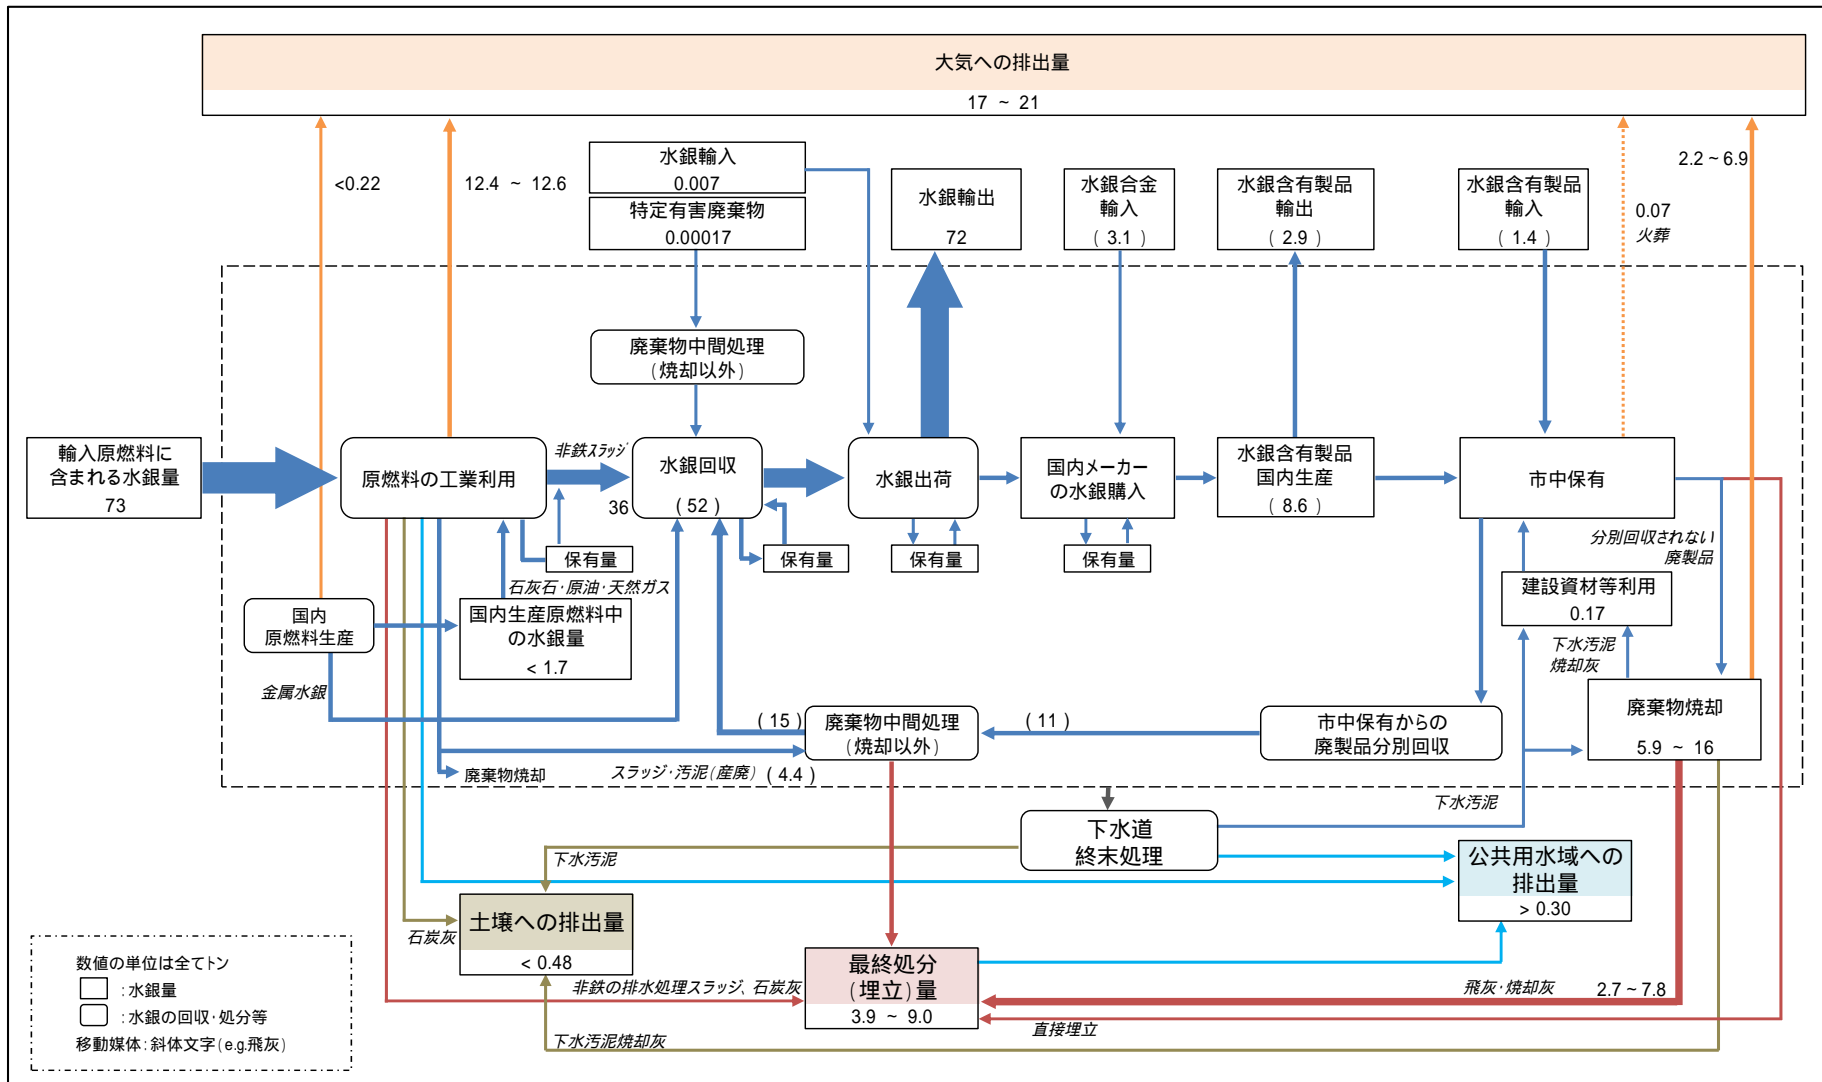 大気への排出量
17 ~ 21
<0.22
12.4 ~ 12.6
水銀輸入
0.007
特定有害廃棄物
0.00017
水銀輸出
72
水銀合金
輸入
(3.1)
水銀含有製品
輸出
(2.9)
水銀含有製品
輸入
(1.4)
0.07
火葬
2.2~6.9
廃棄物中間処理
(焼却以外)
輸入原燃料に
含まれる水銀量
73
原燃料の工業利用
非鉄スラッジ
36
水銀回収
(52)
水銀出荷
国内メーカー
の水銀購入
水銀含有製品
国内生産
(8.6)
市中保有
保有量
保有量
保有量
保有量
分別回収されない
廃製品
石灰石・原油・天然ガス
国内
原燃料生産
国内生産原燃料中
の水銀量
< 1.7
建設資材等利用
0.17
下水汚泥
焼却灰
金属水銀
(15)
廃棄物中間処理
(焼却以外)
(11)
市中保有からの
廃製品分別回収
廃棄物焼却
5.9 ~ 16
廃棄物焼却
スラッジ・汚泥(産廃)
(4.4)
下水汚泥
下水道
終末処理
下水汚泥
公共用水域への
排出量
> 0.30
石炭灰
土壌への排出量
< 0.48
非鉄の排水処理スラッジ、石炭灰
最終処分
(埋立)量
3.9 ~ 9.0
飛灰・焼却灰
2.7~7.8
直接埋立
下水汚泥焼却灰
数値の単位は全てトン
:水銀量
:水銀の回収・処分等
移動媒体:斜体文字(e.g.飛灰)